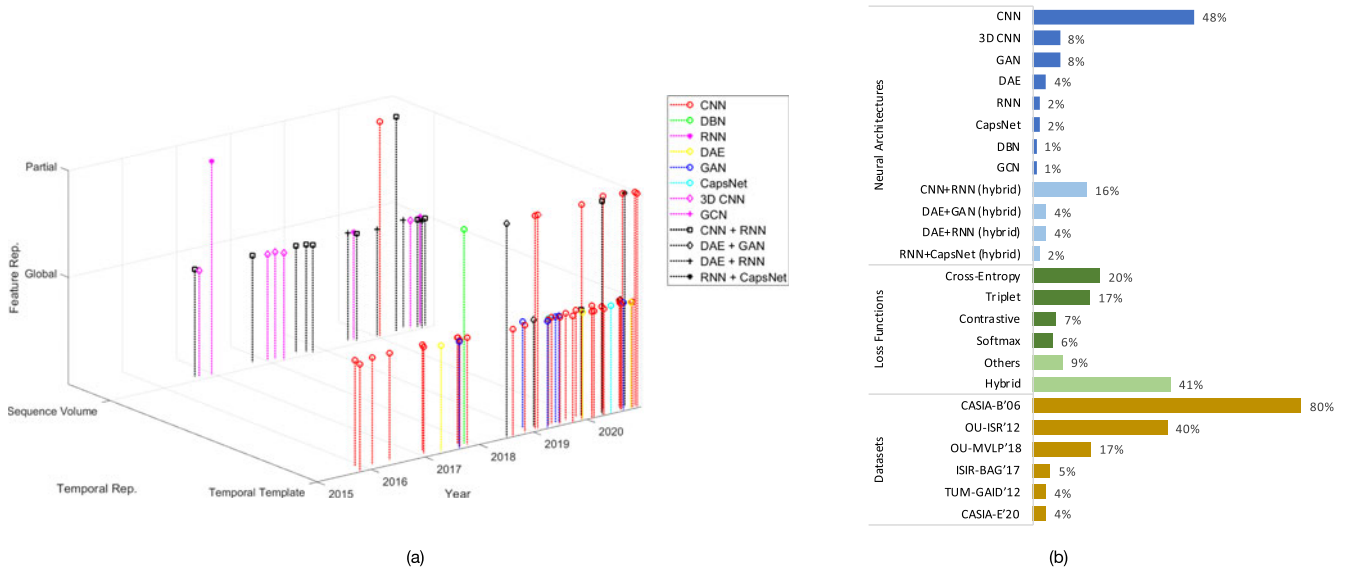 Partial
Global
Feature Rep.
Sequence Volume
Temporal Rep.
Temporal Template
2015
2016
2017
2018
2019
2020
Year
CNN
DBN
RNN
DAE
GAN
CapsNet
3D CNN
GCN
CNN + RNN
DAE + GAN
DAE + RNN
RNN + CapsNet
(a)
Neural Architectures
CNN 48%
3D CNN 8%
GAN 8%
DAE 4%
RNN 2%
CapsNet 2%
DBN 1%
GCN 1%
CNN+RNN (hybrid) 16%
DAE+GAN (hybrid) 4%
DAE+RNN (hybrid) 4%
RNN+CapsNet (hybrid) 2%
Loss Functions
Cross-Entropy 20%
Triplet 17%
Contrastive 7%
Softmax 6%
Others 9%
Hybrid 41%
Datasets
CASIA-B'06 80%
OU-ISR'12 40%
OU-MVLP'18 17%
ISIR-BAG'17 5%
TUM-GAID'12 4%
CASIA-E'20 4%
(b)